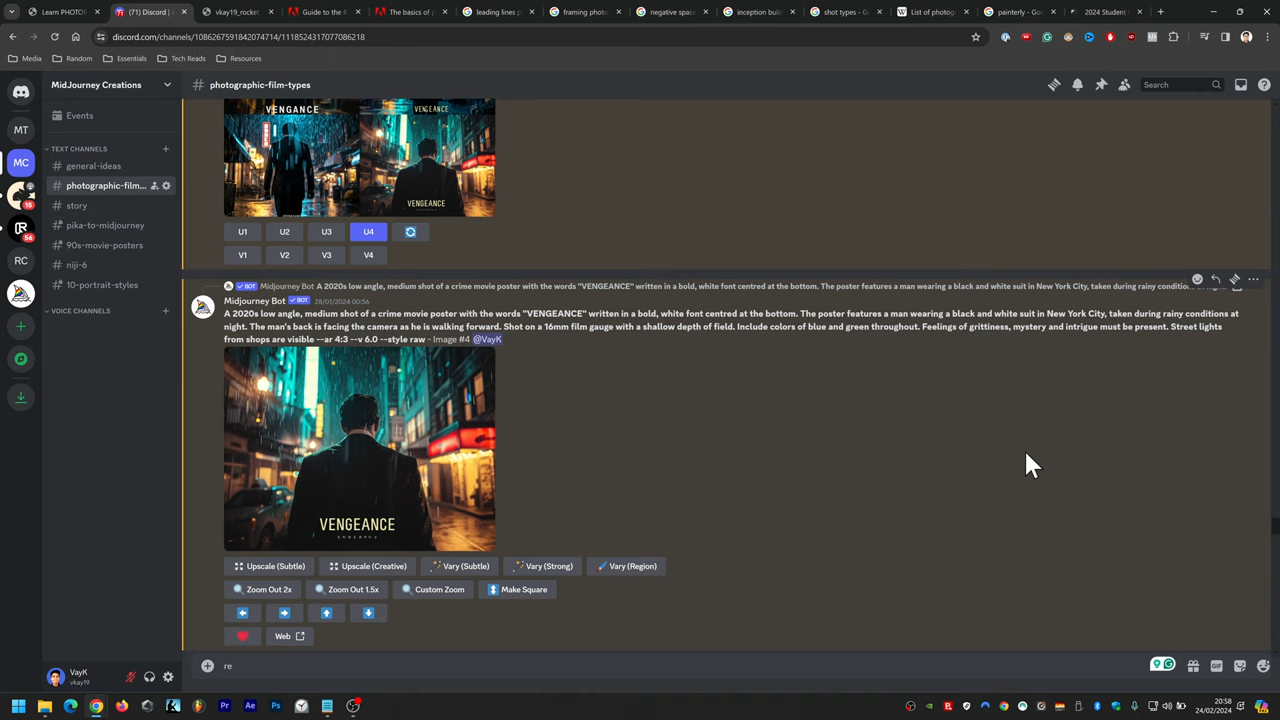 Learn PHOTOG
(71) Discord |
vkay19_rocket
Guide to the R
The basics of p
leading lines p
framing photo
negative space
inception buil
shot types - Go
List of photog
painterly - Goo
2024 Student
discord.com/channels/1086267591842074714/1118524317077086218
Media
Random
Essentials
Tech Reads
Resources
MidJourney Creations
# photographic-film-types
Search
Events
MT
MC
RC
15
56
TEXT CHANNELS
# general-ideas
# photographic-film...
# story
# pika-to-midjourney
# 90s-movie-posters
# niji-6
# 10-portrait-styles
VOICE CHANNELS
VENGANCE
VENGEANCE
VENGEANCE
U1 U2 U3 U4
V1 V2 V3 V4
BOT Midjourney Bot A 2020s low angle, medium shot of a crime movie poster with the words "VENGEANCE" written in a bold, white font centred at the bottom. The poster features a man wearing a black and white suit in New York City, taken during rainy conditions
Midjourney Bot BOT 28/01/2024 00:56
A 2020s low angle, medium shot of a crime movie poster with the words "VENGEANCE" written in a bold, white font centred at the bottom. The poster features a man wearing a black and white suit in New York City, taken during rainy conditions at
night. The man's back is facing the camera as he is walking forward. Shot on a 16mm film gauge with a shallow depth of field. Include colors of blue and green throughout. Feelings of grittiness, mystery and intrigue must be present. Street lights
from shops are visible --ar 4:3 --v 6.0 --style raw - Image #4 @VayK
VENGEANCE
Upscale (Subtle) Upscale (Creative) Vary (Subtle) Vary (Strong) Vary (Region)
Zoom Out 2x Zoom Out 1.5x Custom Zoom Make Square
Web
VayK
vkay19
re
GIF
Pr Ae Ps
20:58
24/02/2024